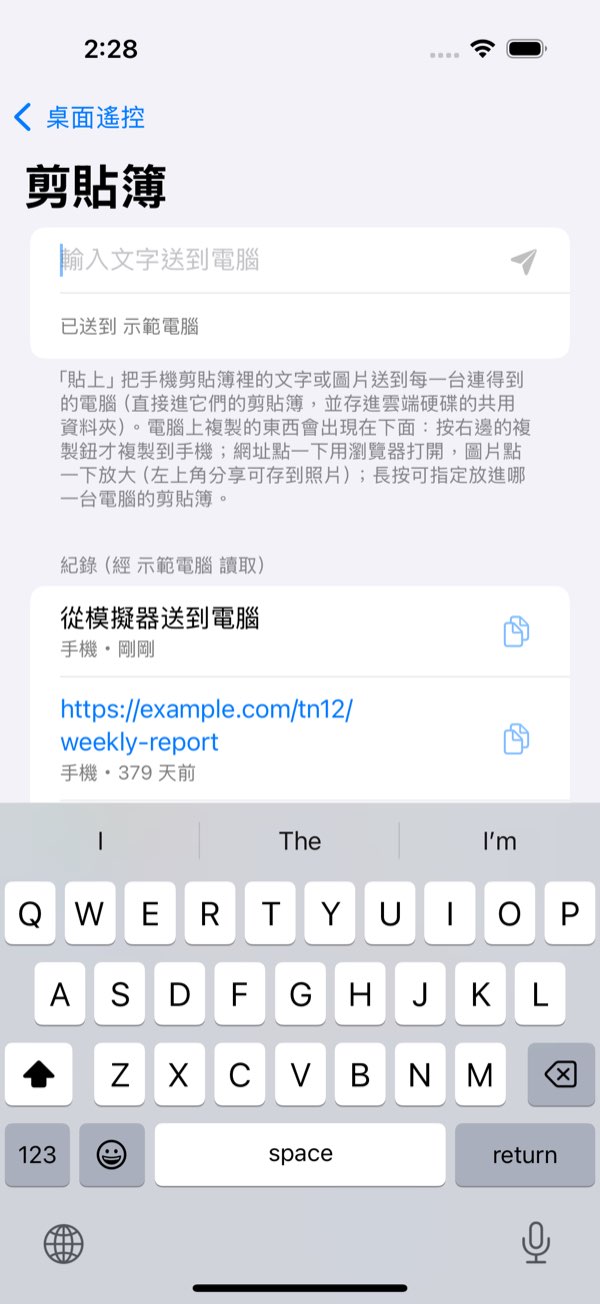 2:28
桌面遙控
剪貼簿
輸入文字送到電腦
已送到 示範電腦
「貼上」把手機剪貼簿裡的文字或圖片送到每一台連得到
的電腦（直接進它們的剪貼簿，並存進雲端硬碟的共用
資料夾）。電腦上複製的東西會出現在下面：按右邊的複
製鈕才複製到手機；網址點一下用瀏覽器打開，圖片點
一下放大（左上角分享可存到照片）；長按可指定放進哪
一台電腦的剪貼簿。
紀錄（經 示範電腦 讀取）
從模擬器送到電腦
手機・剛剛
https://example.com/tn12/
weekly-report
手機・379 天前
I The I'm
Q W E R T Y U I O P
A S D F G H J K L
Z X C V B N M
123 space return